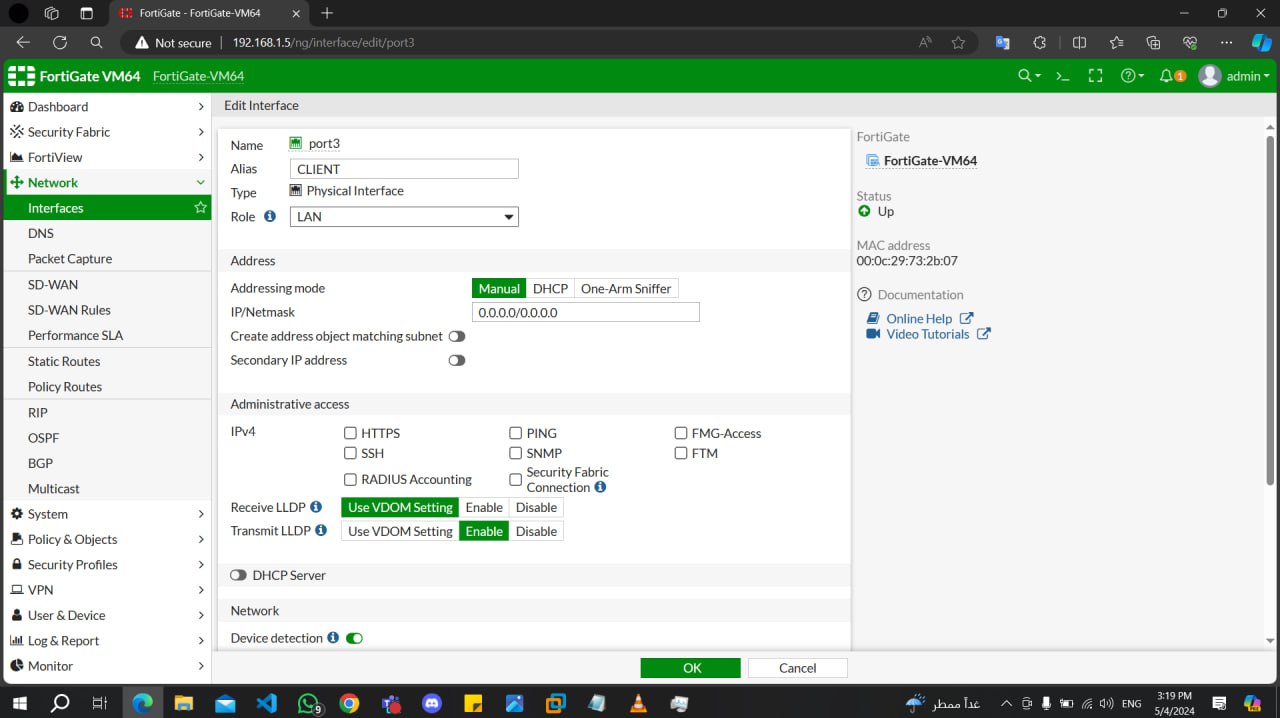 FortiGate - FortiGate-VM64
Not secure 192.168.1.5/ng/interface/edit/port3
FortiGate VM64 FortiGate-VM64 1 admin
Dashboard
Security Fabric
FortiView
Network
Interfaces
DNS
Packet Capture
SD-WAN
SD-WAN Rules
Performance SLA
Static Routes
Policy Routes
RIP
OSPF
BGP
Multicast
System
Policy & Objects
Security Profiles
VPN
User & Device
Log & Report
Monitor
Edit Interface
Name port3
Alias CLIENT
Type Physical Interface
Role LAN
Address
Addressing mode Manual DHCP One-Arm Sniffer
IP/Netmask 0.0.0.0/0.0.0.0
Create address object matching subnet
Secondary IP address
Administrative access
IPv4 HTTPS PING FMG-Access
SSH SNMP FTM
RADIUS Accounting Security Fabric
Connection
Receive LLDP Use VDOM Setting Enable Disable
Transmit LLDP Use VDOM Setting Enable Disable
DHCP Server
Network
Device detection
OK Cancel
FortiGate
FortiGate-VM64
Status
Up
MAC address
00:0c:29:73:2b:07
Documentation
Online Help
Video Tutorials
9 غداً ممطر ENG 3:19 PM
5/4/2024